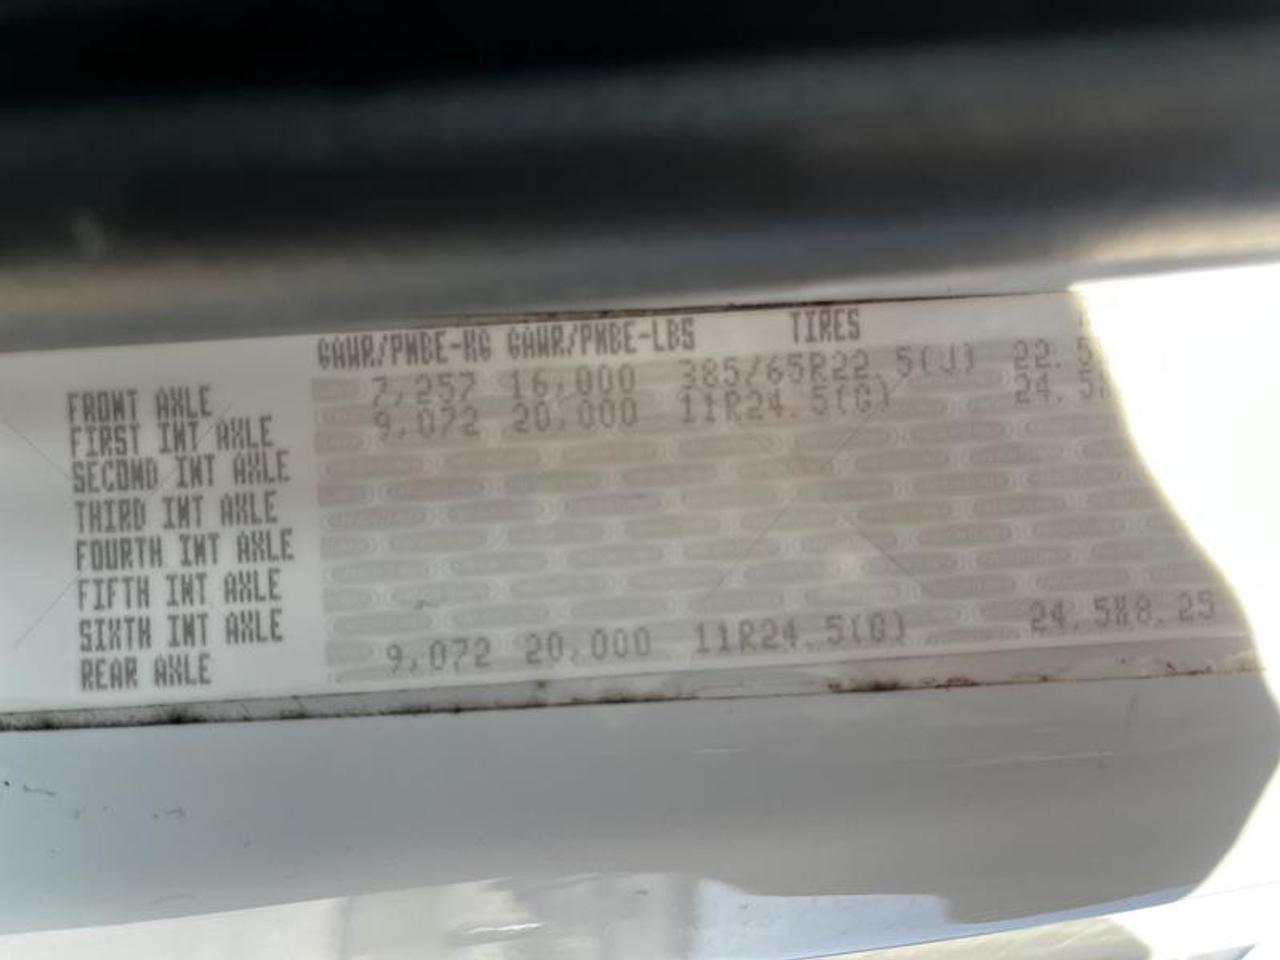 GAWR/PNBE-KG GAWR/PNBE-LBS TIRES
FRONT AXLE 7,257 16,000 385/65R22.5(J) 22.5
FIRST INT AXLE 9,072 20,000 11R24.5(G) 24.5
SECOND INT AXLE
THIRD INT AXLE
FOURTH INT AXLE
FIFTH INT AXLE
SIXTH INT AXLE
REAR AXLE 9,072 20,000 11R24.5(G) 24.5X8.25